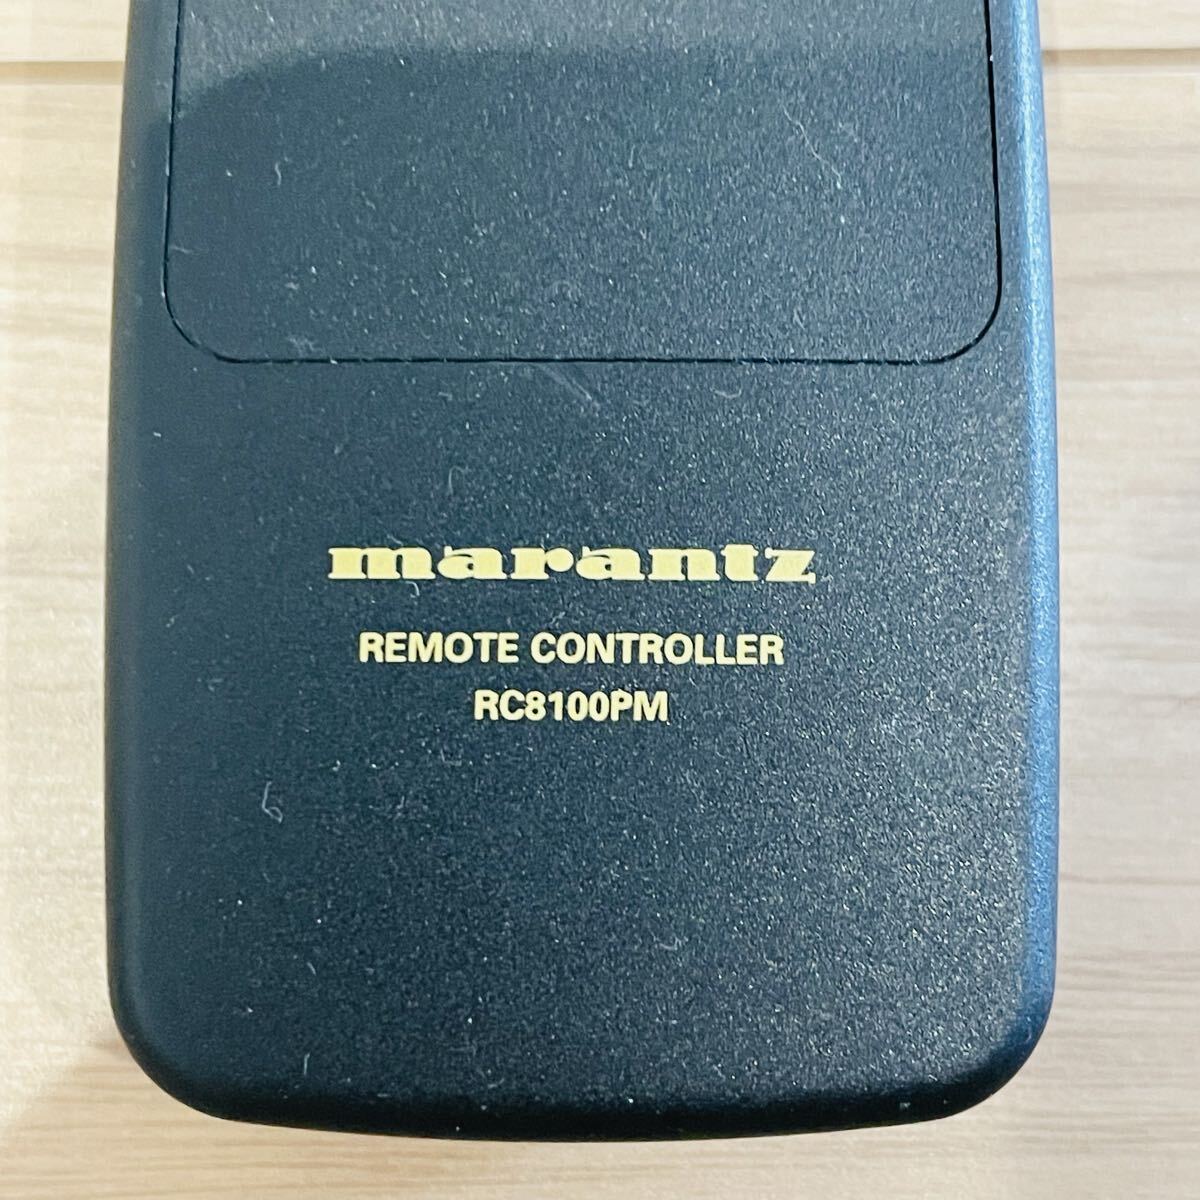 marantz
REMOTE CONTROLLER
RC8100PM